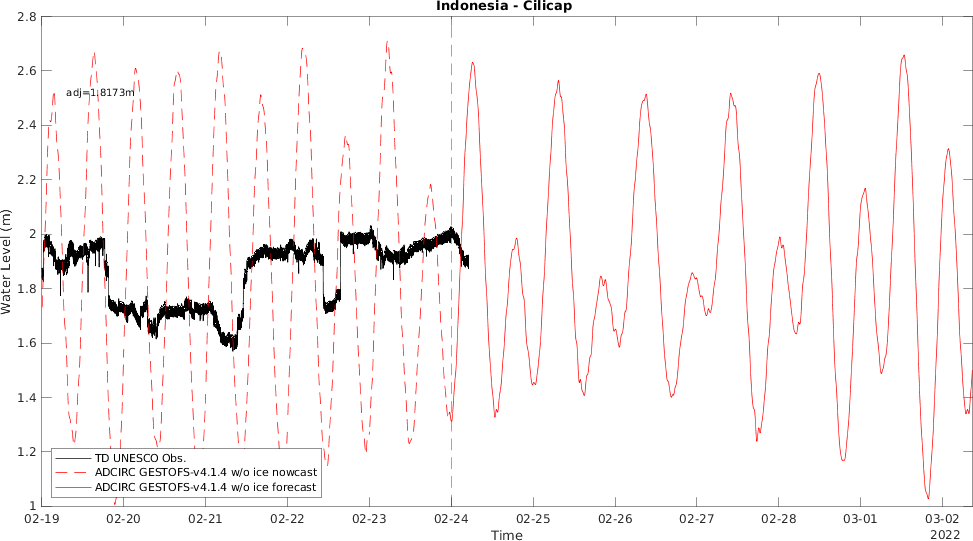 Indonesia - Cilicap
2.8
2.6
adj=1.8173m
2.4
2.2
2
Water Level (m)
1.8
1.6
1.4
1.2
TD UNESCO Obs.
ADCIRC GESTOFS-v4.1.4 w/o ice nowcast
ADCIRC GESTOFS-v4.1.4 w/o ice forecast
1
02-19 02-20 02-21 02-22 02-23 02-24 02-25 02-26 02-27 02-28 03-01 03-02
Time
2022